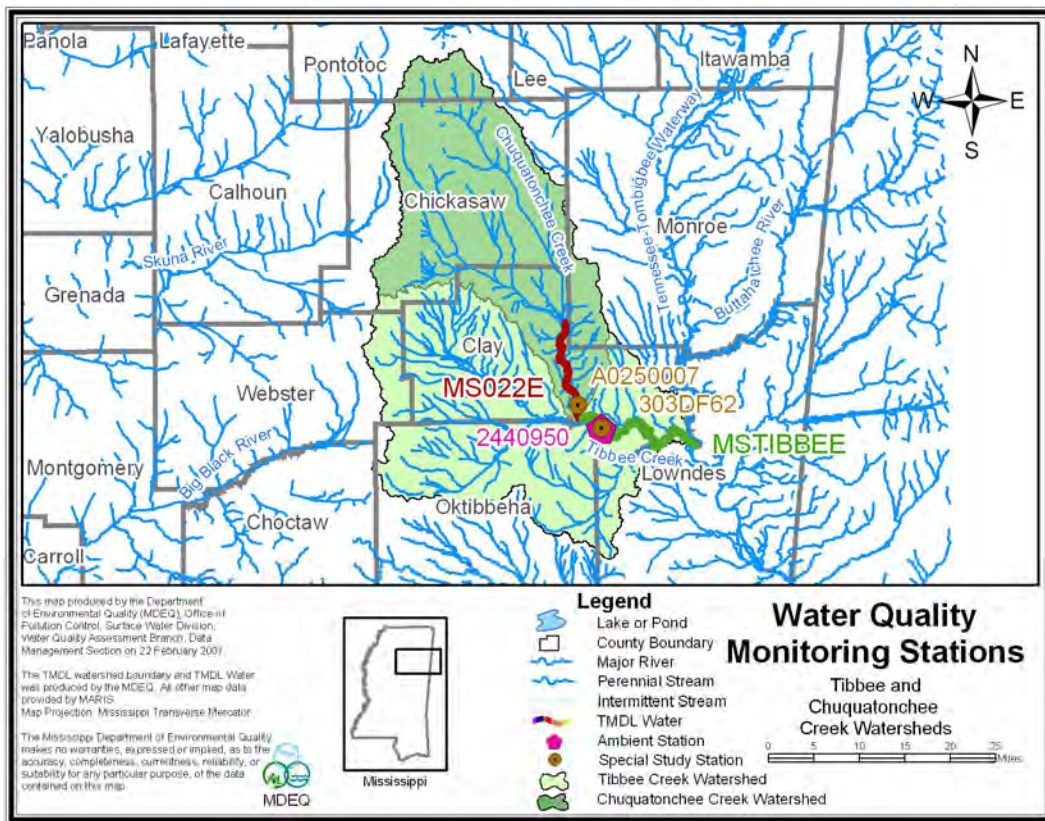 Panola
Lafayette
Pontotoc
Lee
Itawamba
N
W E
S
Yalobusha
Calhoun
Chickasaw
Chuquatonchee Creek
Tennessee-Tombigbee Waterway
Monroe
Buttahatchee River
Skuna River
Grenada
Clay
Webster
MS022E
A0250007
303DF62
2440950
MSTIBBEE
Tibbee Creek
Lowndes
Montgomery
Big Black River
Oktibbeha
Choctaw
Carroll
This map produced by the Department
of Environmental Quality (MDEQ), Office of
Pollution Control, Surface Water Division,
Water Quality Assessment Branch, Data
Management Section on 22 February 2007.
The TMDL watershed boundary and TMDL Water
was produced by the MDEQ. All other map data
provided by MARIS.
Map Projection: Mississippi Transverse Mercator
The Mississippi Department of Environmental Quality
makes no warranties, expressed or implied, as to the
accuracy, completeness, currentness, reliability, or
suitability for any particular purpose, of the data
contained on this map.
MDEQ
Mississippi
Legend
Lake or Pond
County Boundary
Major River
Perennial Stream
Intermittent Stream
TMDL Water
Ambient Station
Special Study Station
Tibbee Creek Watershed
Chuquatonchee Creek Watershed
Water Quality
Monitoring Stations
Tibbee and
Chuquatonchee
Creek Watersheds
0 5 10 15 20 25
Miles